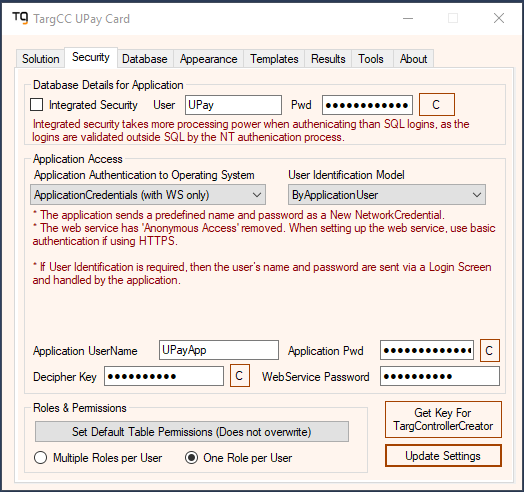 TG TargCC UPay Card
Solution Security Database Appearance Templates Results Tools About
Database Details for Application
Integrated Security User UPay Pwd ●●●●●●●●●●●● C
Integrated security takes more processing power when authenicating than SQL logins, as the
logins are validated outside SQL by the NT authenication process.
Application Access
Application Authentication to Operating System User Identification Model
ApplicationCredentials (with WS only) ByApplicationUser
* The application sends a predefined name and password as a New NetworkCredential.
* The web service has 'Anonymous Access' removed. When setting up the web service, use basic
authentication if using HTTPS.
* If User Identification is required, then the user's name and password are sent via a Login Screen
and handled by the application.
Application UserName UPayApp Application Pwd ●●●●●●●●●●●●● C
Decipher Key ●●●●●●●●●● C WebService Password ●●●●●●●●●●
Roles & Permissions
Set Default Table Permissions (Does not overwrite)
Multiple Roles per User One Role per User
Get Key For
TargControllerCreator
Update Settings